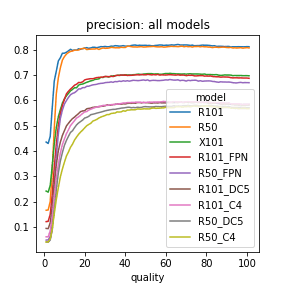 precision: all models
0.8
0.7
0.6
0.5
0.4
0.3
0.2
0.1
model
R101
R50
X101
R101_FPN
R50_FPN
R101_DC5
R101_C4
R50_DC5
R50_C4
0 20 40 60 80 100
quality